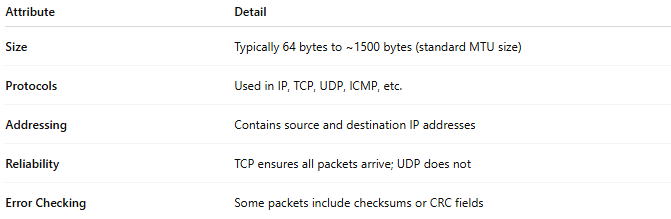 Attribute Detail
Size Typically 64 bytes to ~1500 bytes (standard MTU size)
Protocols Used in IP, TCP, UDP, ICMP, etc.
Addressing Contains source and destination IP addresses
Reliability TCP ensures all packets arrive; UDP does not
Error Checking Some packets include checksums or CRC fields